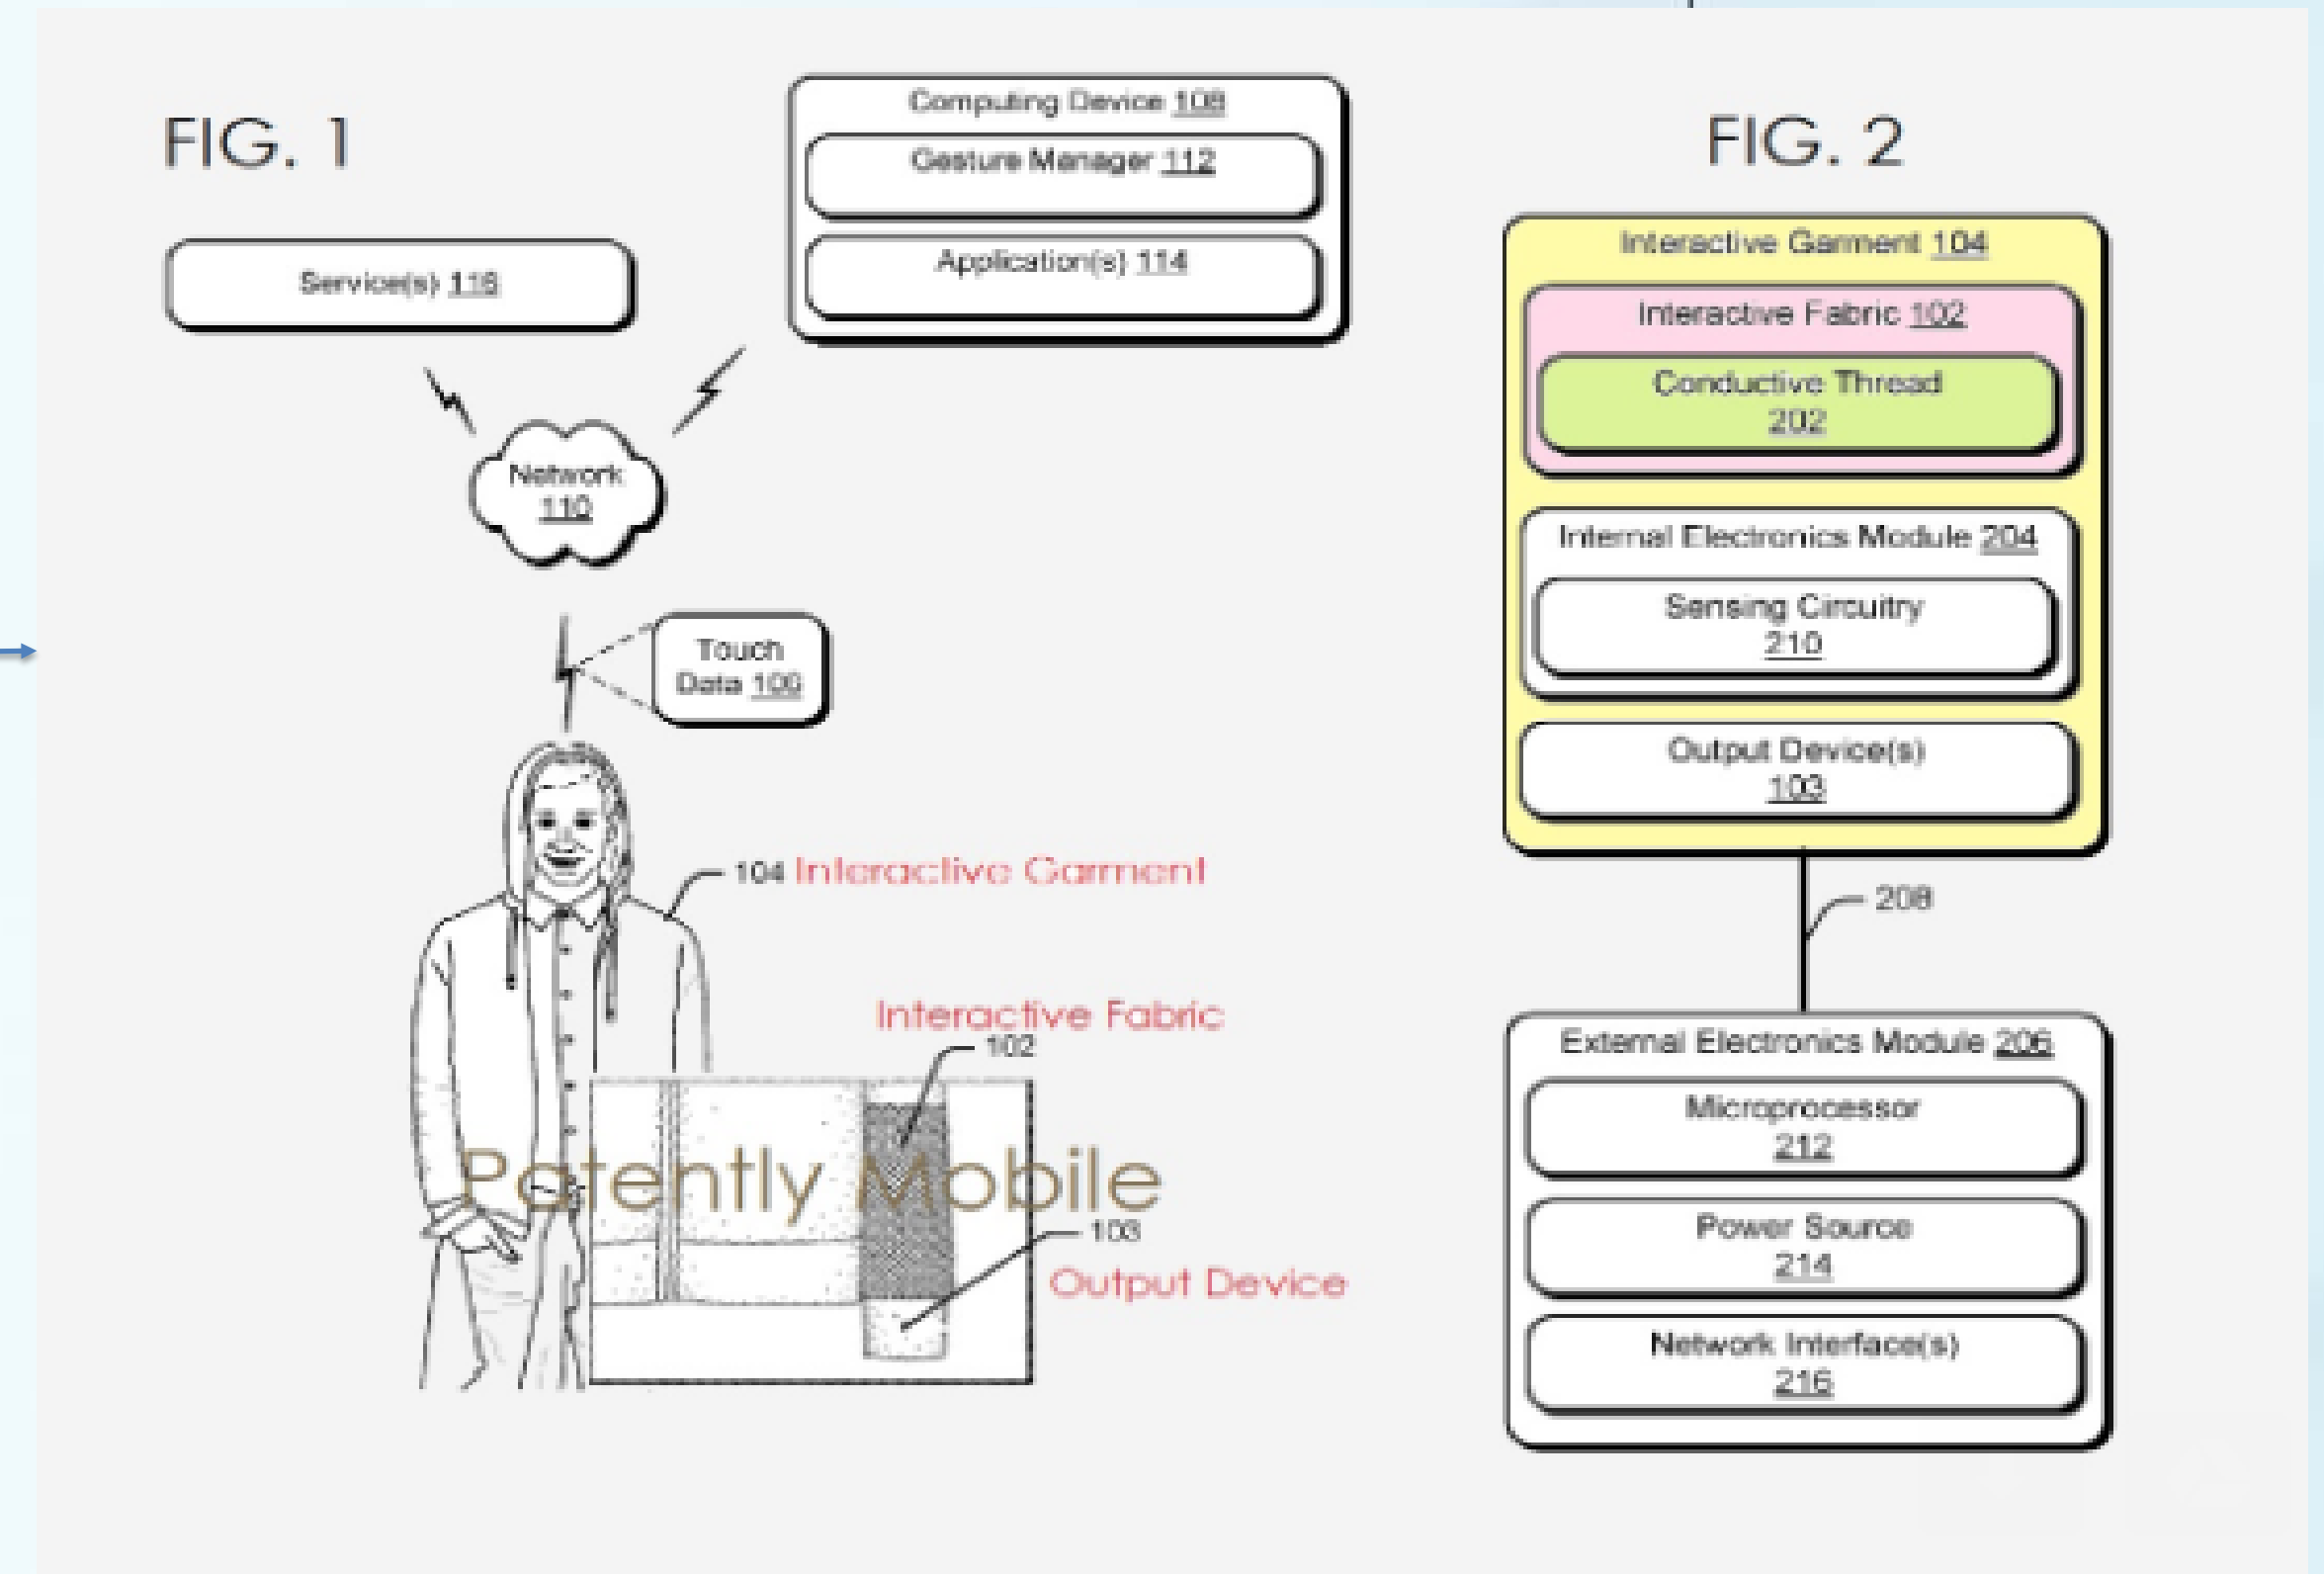 FIG. 1
Computing Device 108
Gesture Manager 112
Application(s) 114
Service(s) 116
Network
110
Touch
Data 106
104 Interactive Garment
Interactive Fabric
102
Patently Mobile
103
Output Device
FIG. 2
Interactive Garment 104
Interactive Fabric 102
Conductive Thread
202
Internal Electronics Module 204
Sensing Circuitry
210
Output Device(s)
103
208
External Electronics Module 206
Microprocessor
212
Power Source
214
Network Interface(s)
216